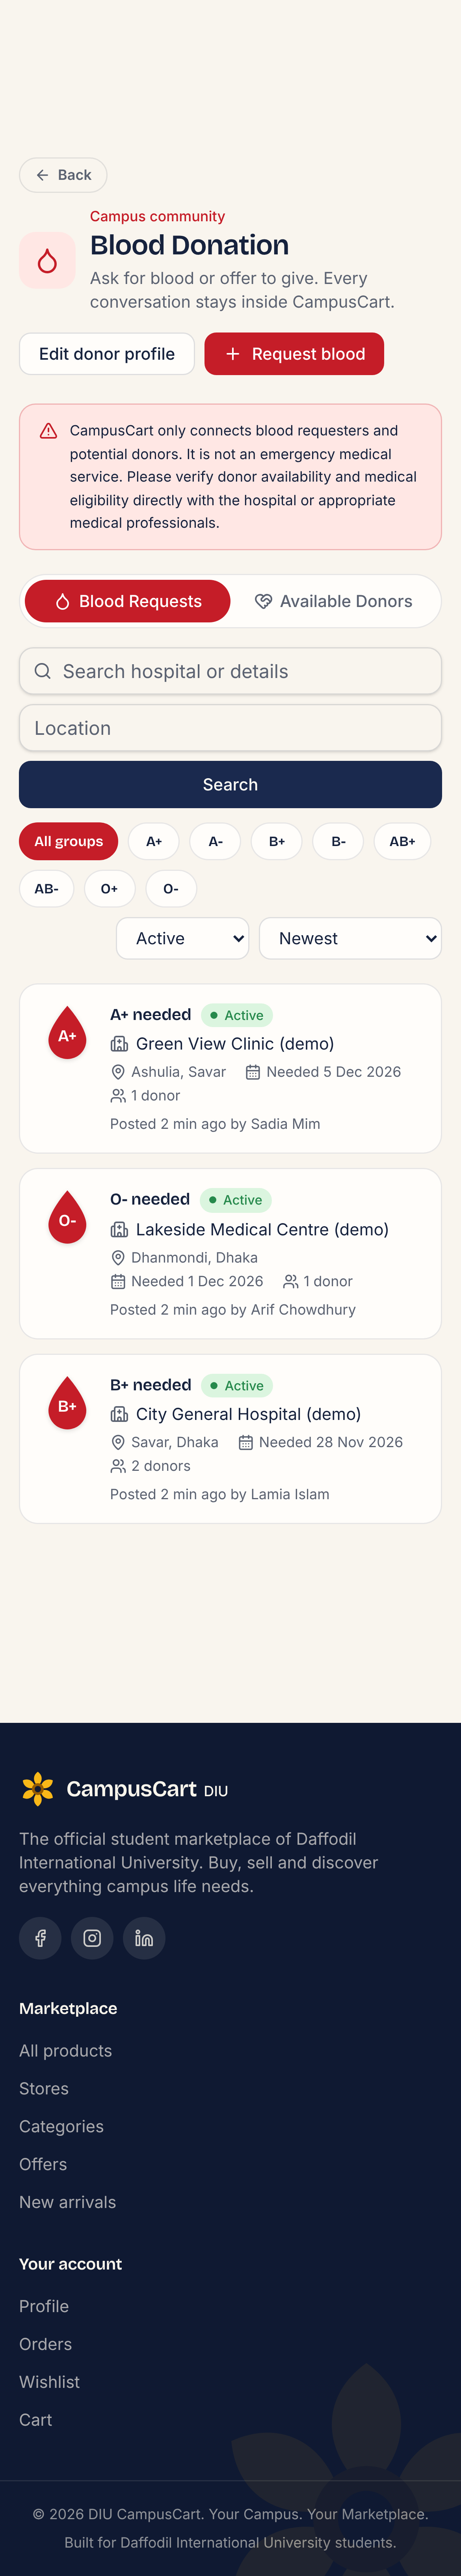 Back
Campus community
Blood Donation
Ask for blood or offer to give. Every
conversation stays inside CampusCart.
Edit donor profile
Request blood
CampusCart only connects blood requesters and
potential donors. It is not an emergency medical
service. Please verify donor availability and medical
eligibility directly with the hospital or appropriate
medical professionals.
Blood Requests
Available Donors
Search hospital or details
Location
Search
All groups
A+
A-
B+
B-
AB+
AB-
O+
O-
Active
Newest
A+
A+ needed
Active
Green View Clinic (demo)
Ashulia, Savar
Needed 5 Dec 2026
1 donor
Posted 2 min ago by Sadia Mim
O-
O- needed
Active
Lakeside Medical Centre (demo)
Dhanmondi, Dhaka
Needed 1 Dec 2026
1 donor
Posted 2 min ago by Arif Chowdhury
B+
B+ needed
Active
City General Hospital (demo)
Savar, Dhaka
Needed 28 Nov 2026
2 donors
Posted 2 min ago by Lamia Islam
CampusCart DIU
The official student marketplace of Daffodil
International University. Buy, sell and discover
everything campus life needs.
Marketplace
All products
Stores
Categories
Offers
New arrivals
Your account
Profile
Orders
Wishlist
Cart
© 2026 DIU CampusCart. Your Campus. Your Marketplace.
Built for Daffodil International University students.